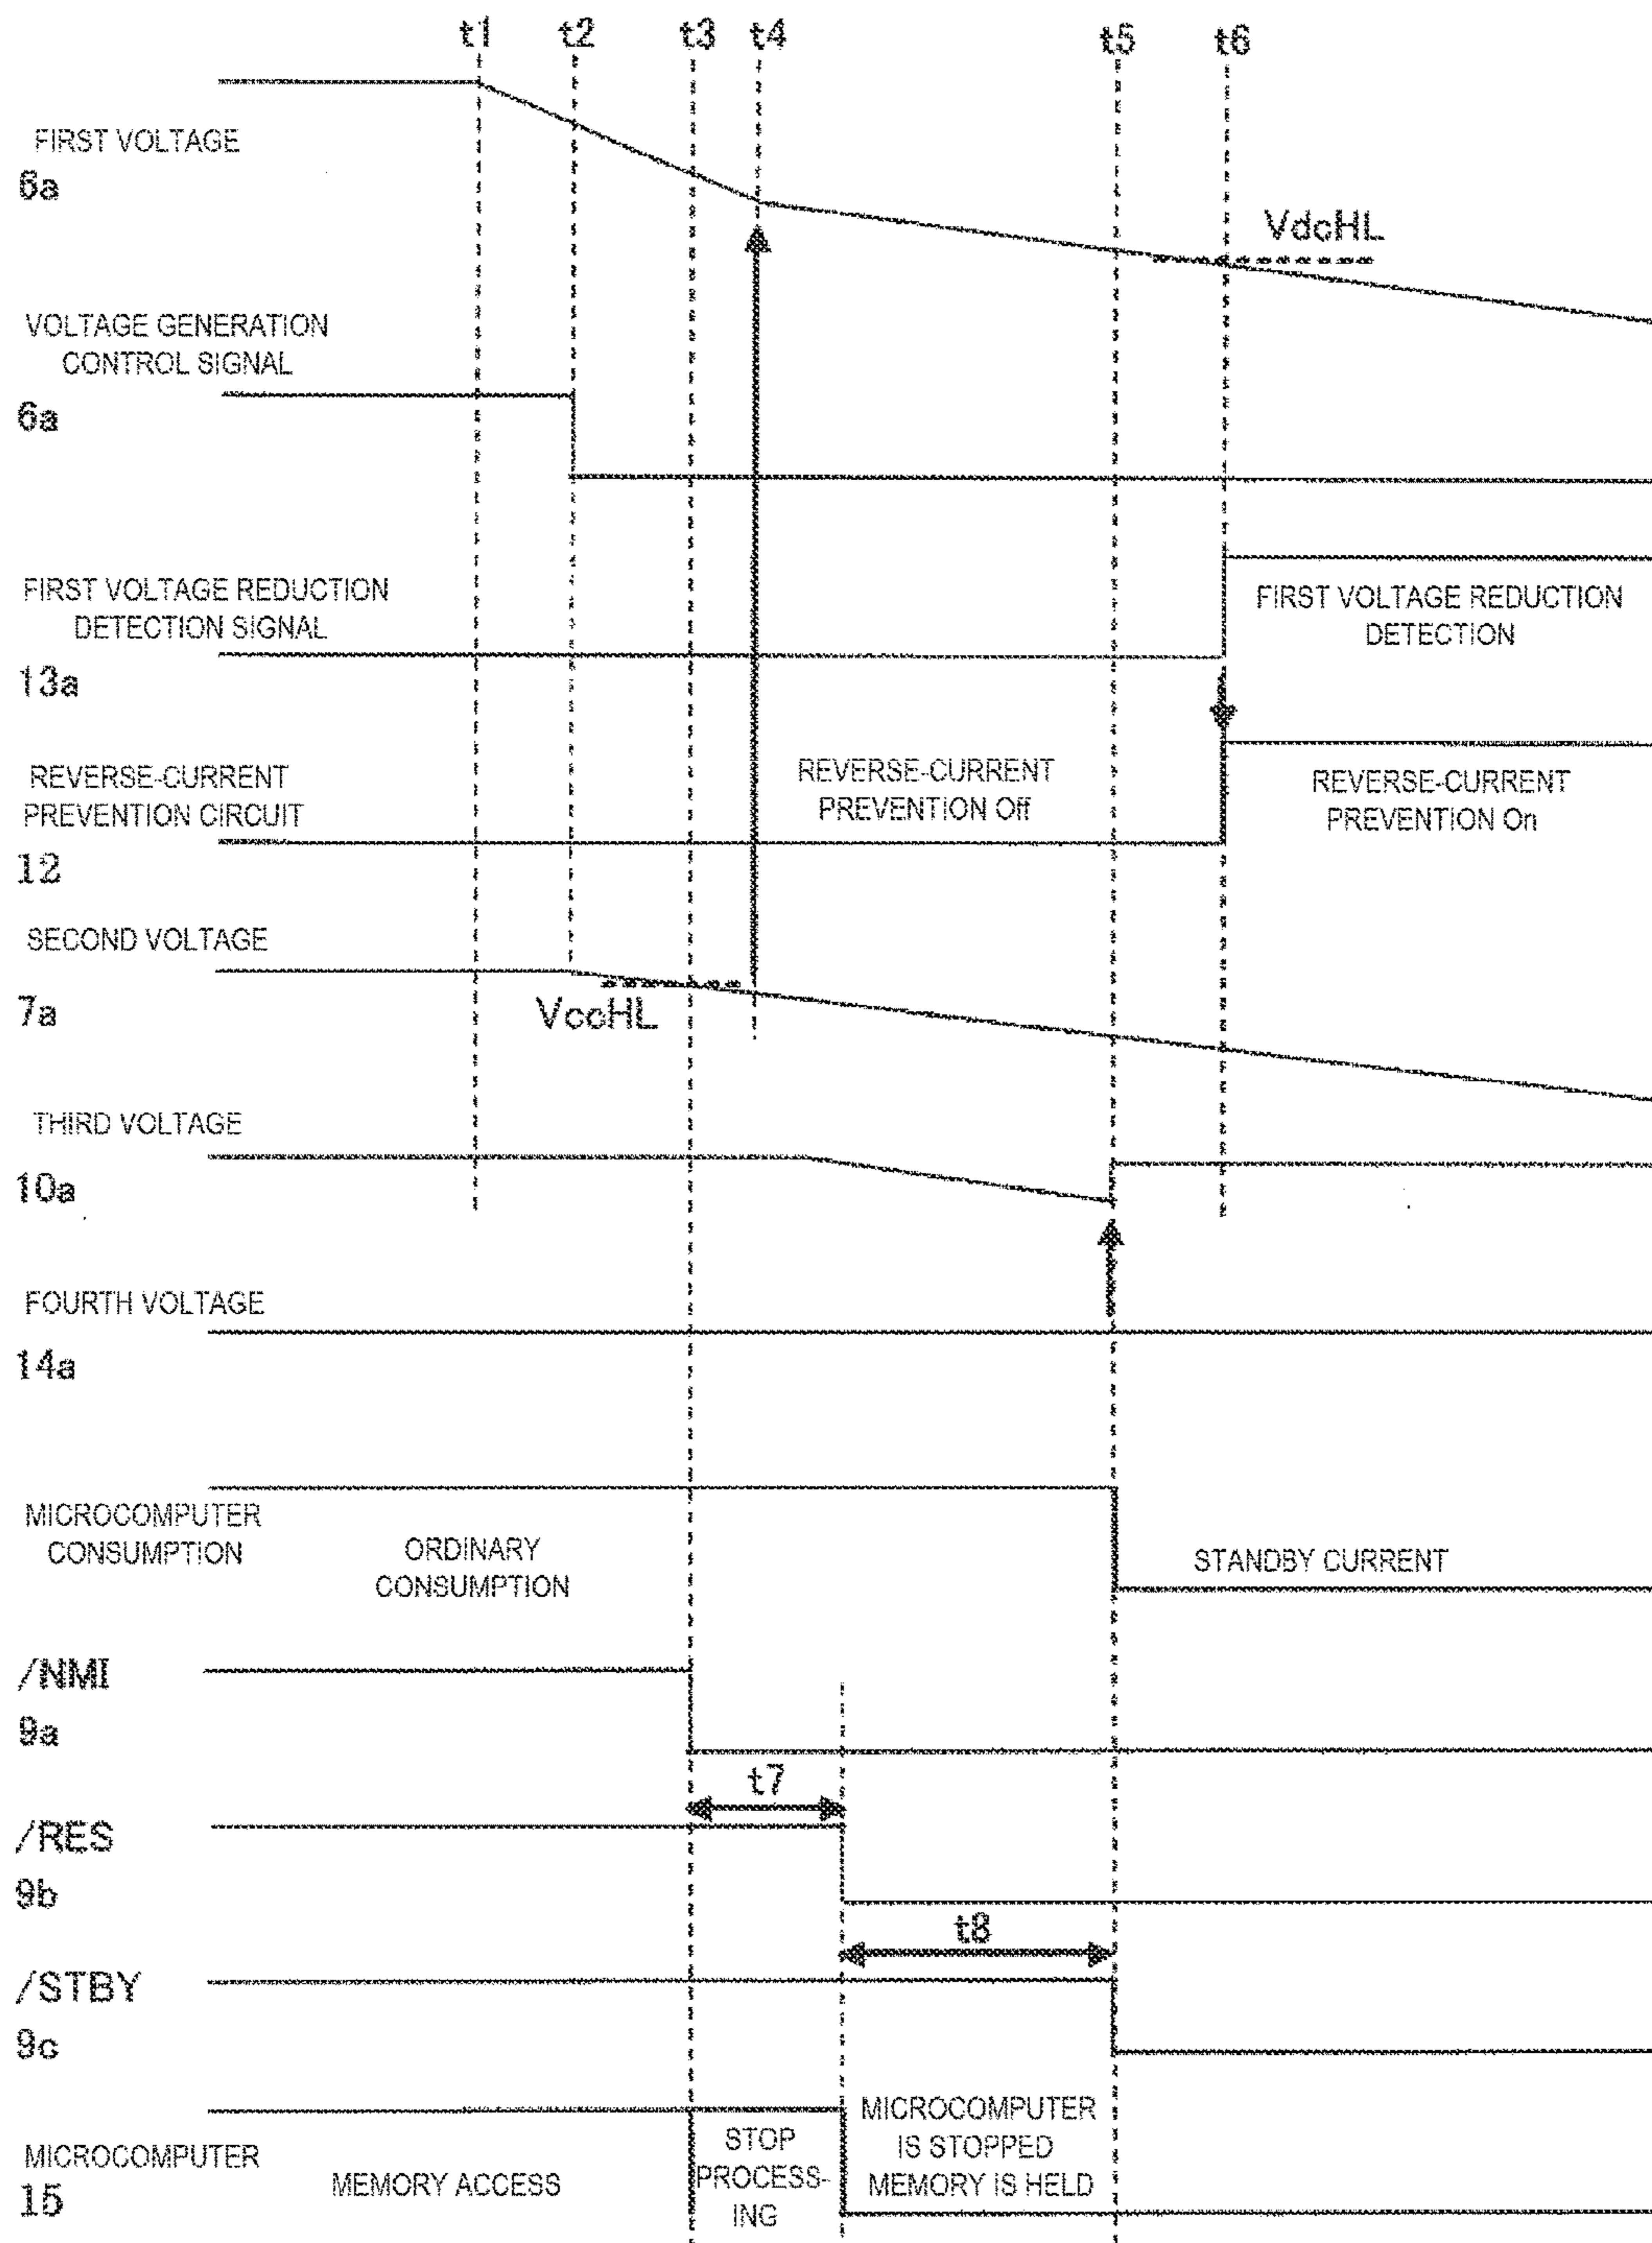 t1 t2 t3 t4 t5 t6
FIRST VOLTAGE
6a
VdcHL
VOLTAGE GENERATION
CONTROL SIGNAL
6a
FIRST VOLTAGE REDUCTION
DETECTION SIGNAL
13a
FIRST VOLTAGE REDUCTION
DETECTION
REVERSE-CURRENT
PREVENTION CIRCUIT
12
REVERSE-CURRENT
PREVENTION Off
REVERSE-CURRENT
PREVENTION On
SECOND VOLTAGE
7a
VccHL
THIRD VOLTAGE
10a
FOURTH VOLTAGE
14a
MICROCOMPUTER
CONSUMPTION
ORDINARY
CONSUMPTION
STANDBY CURRENT
/NMI
9a
t7
/RES
9b
t8
/STBY
9c
MICROCOMPUTER
15
MEMORY ACCESS
STOP
PROCESS-
ING
MICROCOMPUTER
IS STOPPED
MEMORY IS HELD